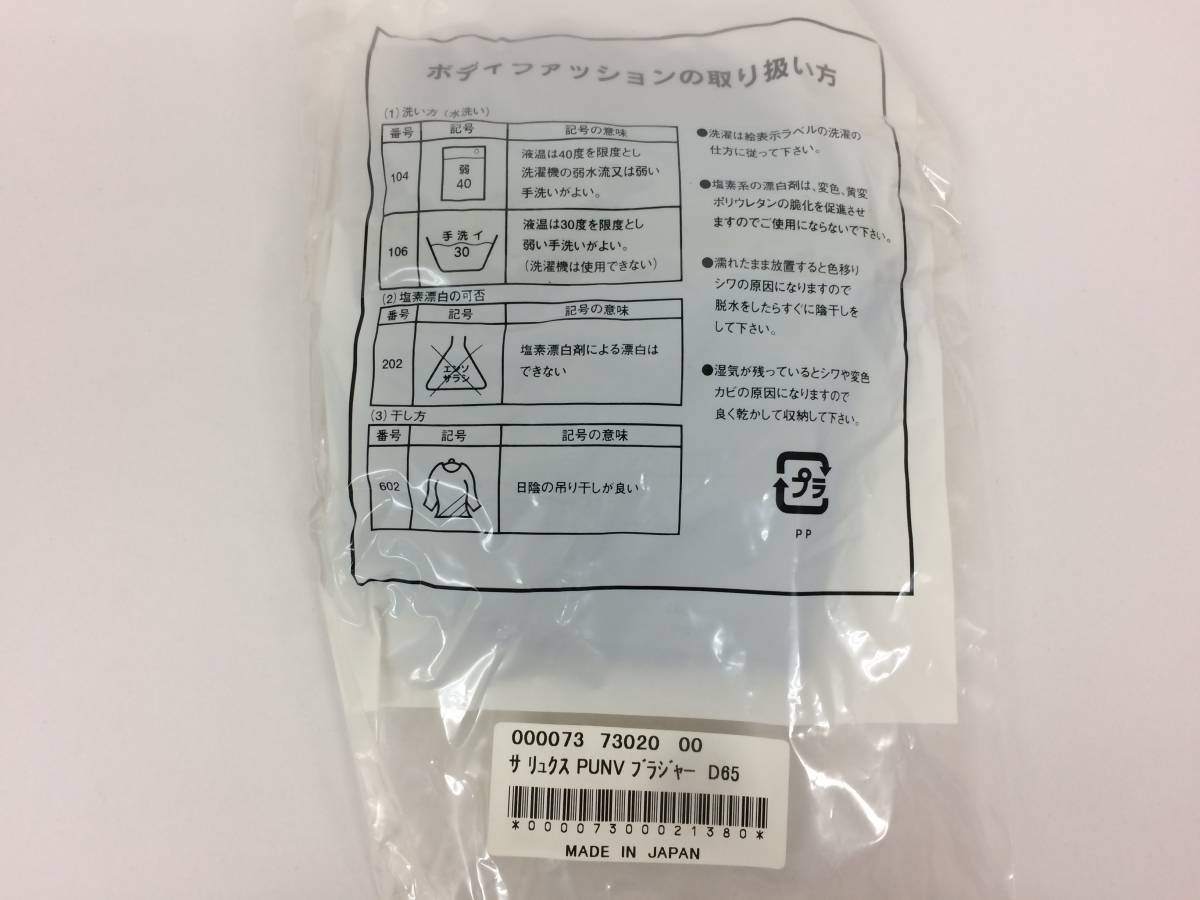 ボディファッションの取り扱い方
(1)洗い方(水洗い)
番号 記号 記号の意味
104 弱 40 液温は40度を限度とし
洗濯機の弱水流又は弱い
手洗いがよい。
106 手洗イ 30 液温は30度を限度とし
弱い手洗いがよい。
(洗濯機は使用できない)
(2)塩素漂白の可否
番号 記号 記号の意味
202 エンソ サラシ 塩素漂白剤による漂白は
できない
(3)干し方
番号 記号 記号の意味
602 日陰の吊り干しが良い
●洗濯は絵表示ラベルの洗濯の
仕方に従って下さい。
●塩素系の漂白剤は、変色、黄変
ポリウレタンの脆化を促進させ
ますのでご使用にならないで下さい。
●濡れたまま放置すると色移り
シワの原因になりますので
脱水をしたらすぐに陰干しを
して下さい。
●湿気が残っているとシワや変色
カビの原因になりますので
良く乾かして収納して下さい。
プラ
PP
000073 73020 00
サ リュクス PUNV ブラジャー D65
*00007300021380*
MADE IN JAPAN